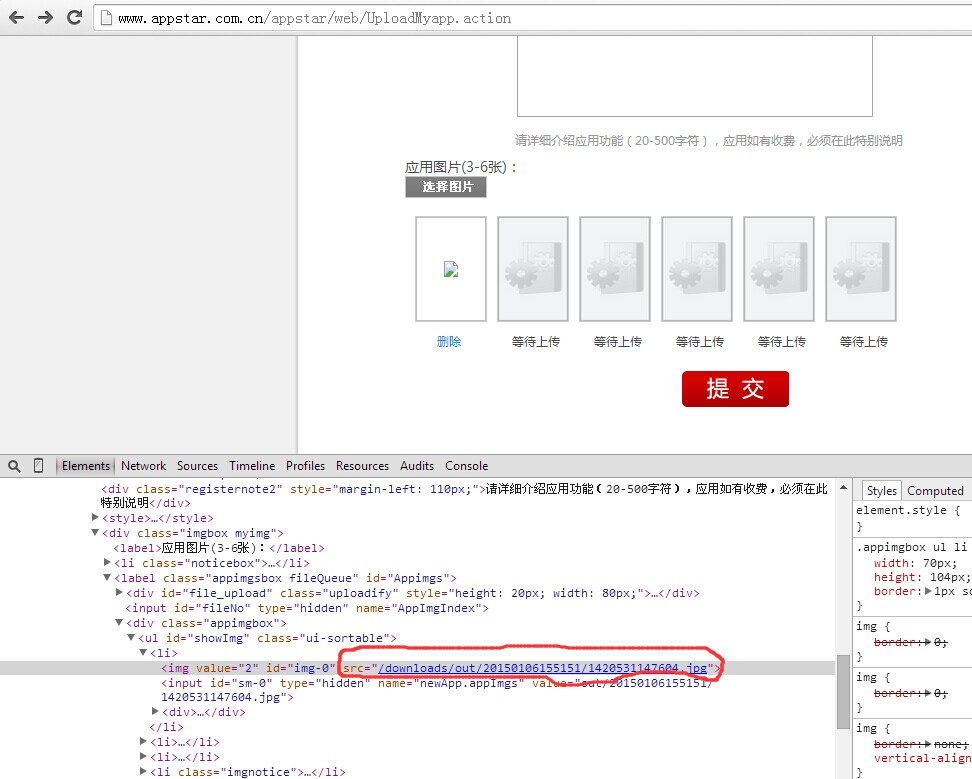 www.appstar.com.cn/appstar/web/UploadMyapp.action
请详细介绍应用功能（20-500字符），应用如有收费，必须在此特别说明
应用图片(3-6张)：
选择图片
删除 等待上传 等待上传 等待上传 等待上传 等待上传
提 交
Elements Network Sources Timeline Profiles Resources Audits Console
<div class="registernote2" style="margin-left: 110px;">请详细介绍应用功能（20-500字符），应用如有收费，必须在此
特别说明</div>
<style>…</style>
<div class="imgbox myimg">
<label>应用图片(3-6张)：</label>
<li class="noticebox">…</li>
<label class="appimgsbox fileQueue" id="Appimgs">
<div id="file_upload" class="uploadify" style="height: 20px; width: 80px;">…</div>
<input id="fileNo" type="hidden" name="AppImgIndex">
<div class="appimgbox">
<ul id="showImg" class="ui-sortable">
<li>
<img value="2" id="img-0" src="/downloads/out/20150106155151/1420531147604.jpg">
<input id="sm-0" type="hidden" name="newApp.appImgs" value="out/20150106155151/
1420531147604.jpg">
<div>…</div>
</li>
<li>…</li>
<li>…</li>
<li class="imgnotice">…</li>
Styles Computed
element.style {
}
.appimgbox ul li
width: 70px;
height: 104px;
border: 1px so
}
img {
border: 0;
}
img {
border: 0;
}
img {
border: none;
vertical-align
}